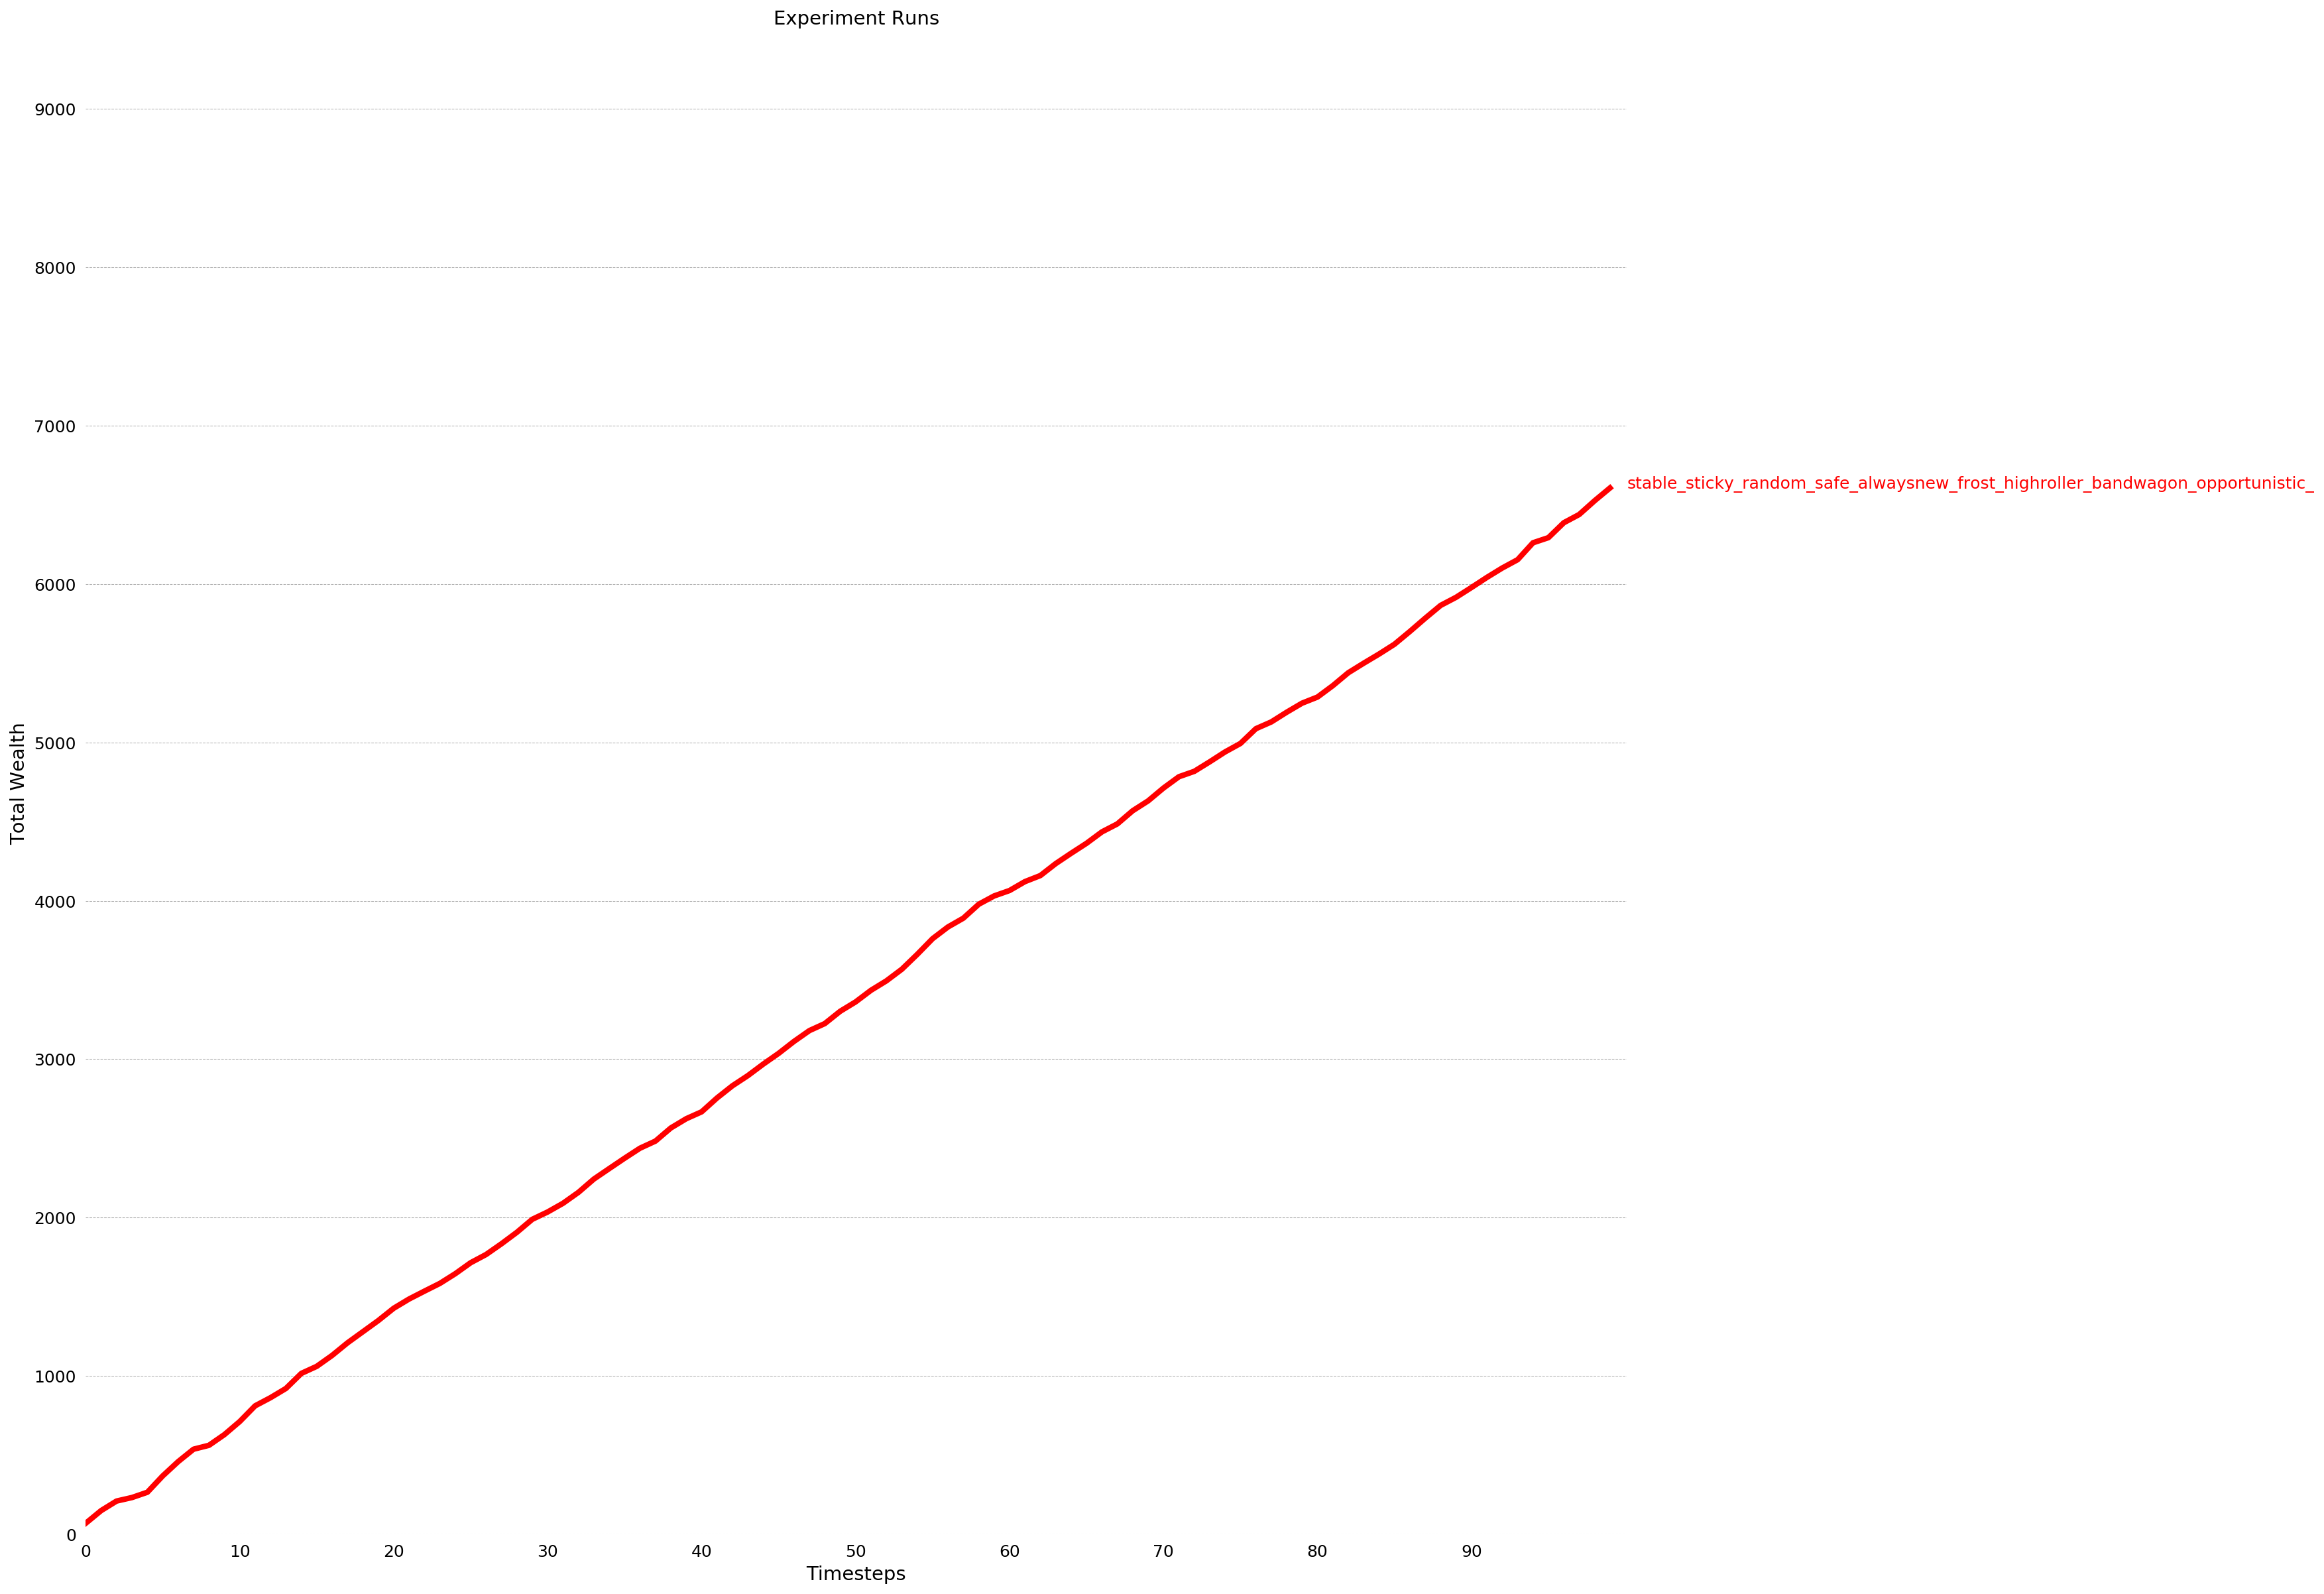 Experiment Runs
9000
8000
7000
stable_sticky_random_safe_alwaysnew_frost_highroller_bandwagon_opportunistic_
6000
5000
Total Wealth
4000
3000
2000
1000
0
0 10 20 30 40 50 60 70 80 90
Timesteps